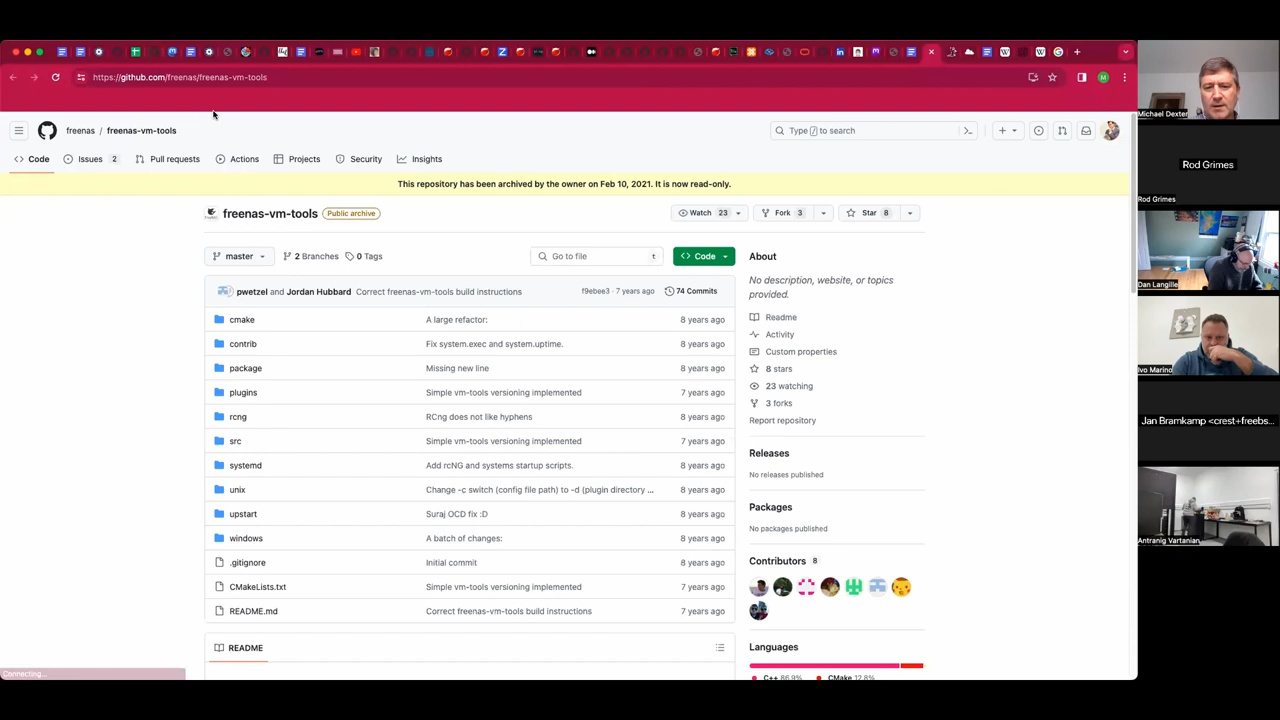 https://github.com/freenas/freenas-vm-tools
freenas / freenas-vm-tools
Type / to search
Code
Issues 2
Pull requests
Actions
Projects
Security
Insights
This repository has been archived by the owner on Feb 10, 2021. It is now read-only.
freenas-vm-tools Public archive
Watch 23
Fork 3
Star 8
master
2 Branches
0 Tags
Go to file t
Code
pwetzel and Jordan Hubbard Correct freenas-vm-tools build instructions f9ebee3 · 7 years ago 74 Commits
cmake A large refactor: 8 years ago
contrib Fix system.exec and system.uptime. 8 years ago
package Missing new line 8 years ago
plugins Simple vm-tools versioning implemented 7 years ago
rcng RCng does not like hyphens 8 years ago
src Simple vm-tools versioning implemented 7 years ago
systemd Add rcNG and systems startup scripts. 8 years ago
unix Change -c switch (config file path) to -d (plugin directory ... 8 years ago
upstart Suraj OCD fix :D 8 years ago
windows A batch of changes: 8 years ago
.gitignore Initial commit 8 years ago
CMakeLists.txt Simple vm-tools versioning implemented 7 years ago
README.md Correct freenas-vm-tools build instructions 7 years ago
README
About
No description, website, or topics
provided.
Readme
Activity
Custom properties
8 stars
23 watching
3 forks
Report repository
Releases
No releases published
Packages
No packages published
Contributors 8
Languages
C++ 86.9% CMake 12.8%
Connecting...
Michael Dexter
Rod Grimes
Rod Grimes
Dan Langille
Ivo Marino
Jan Bramkamp <crest+freebs...
Antranig Vartanian